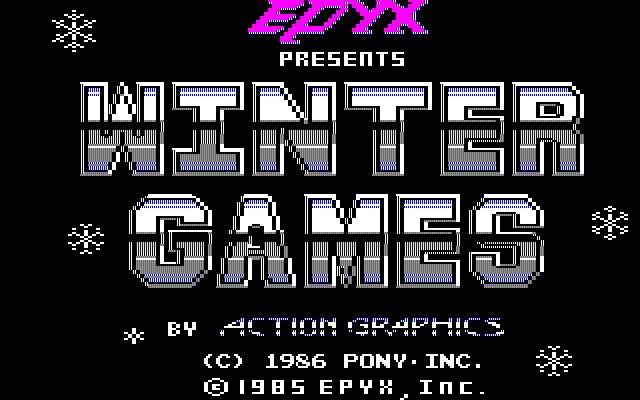 EPYX
PRESENTS
WINTER
GAMES
BY ACTION GRAPHICS
(C) 1986 PONY·INC.
©1985 EPYX, Inc.